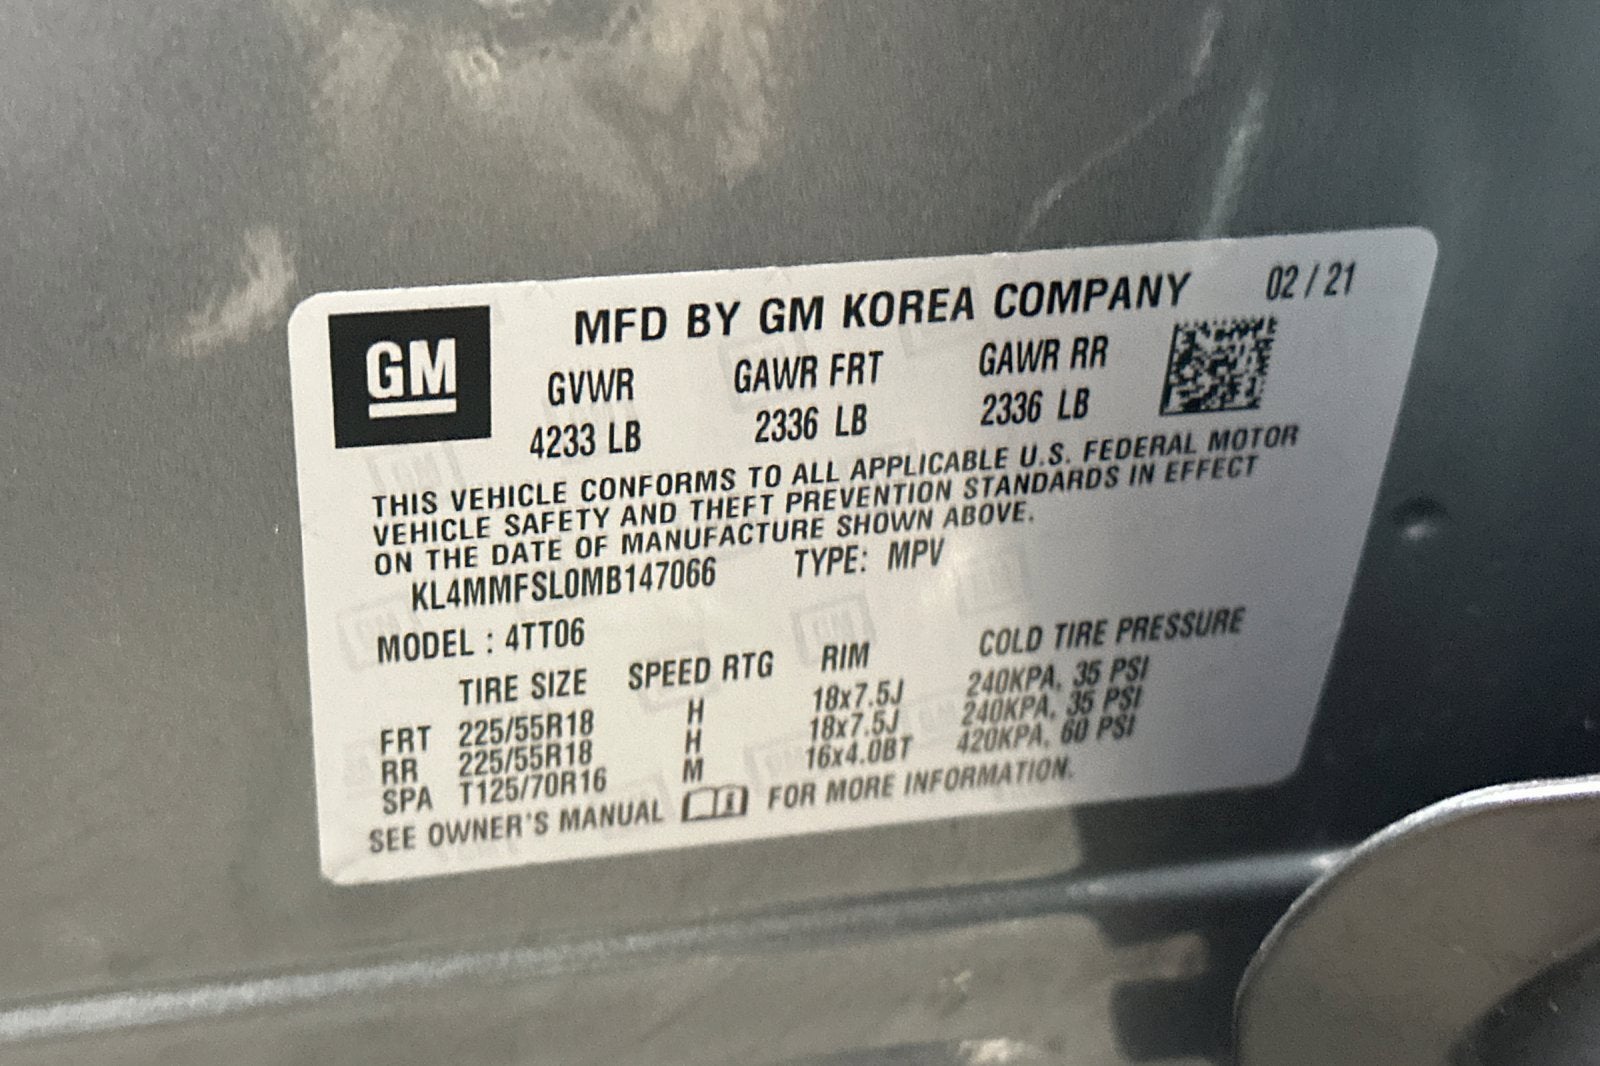 GM
MFD BY GM KOREA COMPANY 02 / 21
GVWR GAWR FRT GAWR RR
4233 LB 2336 LB 2336 LB
THIS VEHICLE CONFORMS TO ALL APPLICABLE U.S. FEDERAL MOTOR
VEHICLE SAFETY AND THEFT PREVENTION STANDARDS IN EFFECT
ON THE DATE OF MANUFACTURE SHOWN ABOVE.
KL4MMFSL0MB147066 TYPE: MPV
MODEL : 4TT06
TIRE SIZE SPEED RTG RIM COLD TIRE PRESSURE
FRT 225/55R18 H 18x7.5J 240KPA, 35 PSI
RR 225/55R18 H 18x7.5J 240KPA, 35 PSI
SPA T125/70R16 M 16x4.0BT 420KPA, 60 PSI
SEE OWNER'S MANUAL FOR MORE INFORMATION.